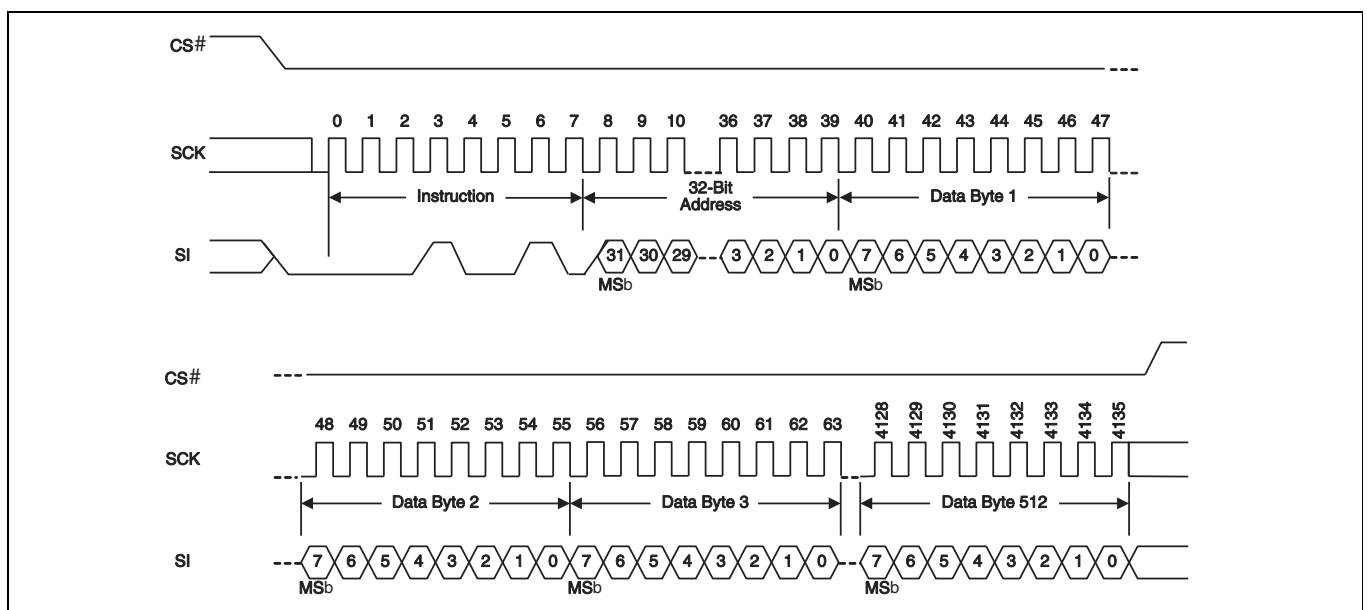 CS#
0 1 2 3 4 5 6 7 8 9 10 36 37 38 39 40 41 42 43 44 45 46 47
SCK
Instruction 32-Bit Address Data Byte 1
SI 31 30 29 3 2 1 0 7 6 5 4 3 2 1 0
MSb MSb
CS#
48 49 50 51 52 53 54 55 56 57 58 59 60 61 62 63 4128 4129 4130 4131 4132 4133 4134 4135
SCK
Data Byte 2 Data Byte 3 Data Byte 512
SI 7 6 5 4 3 2 1 0 7 6 5 4 3 2 1 0 7 6 5 4 3 2 1 0
MSb MSb MSb